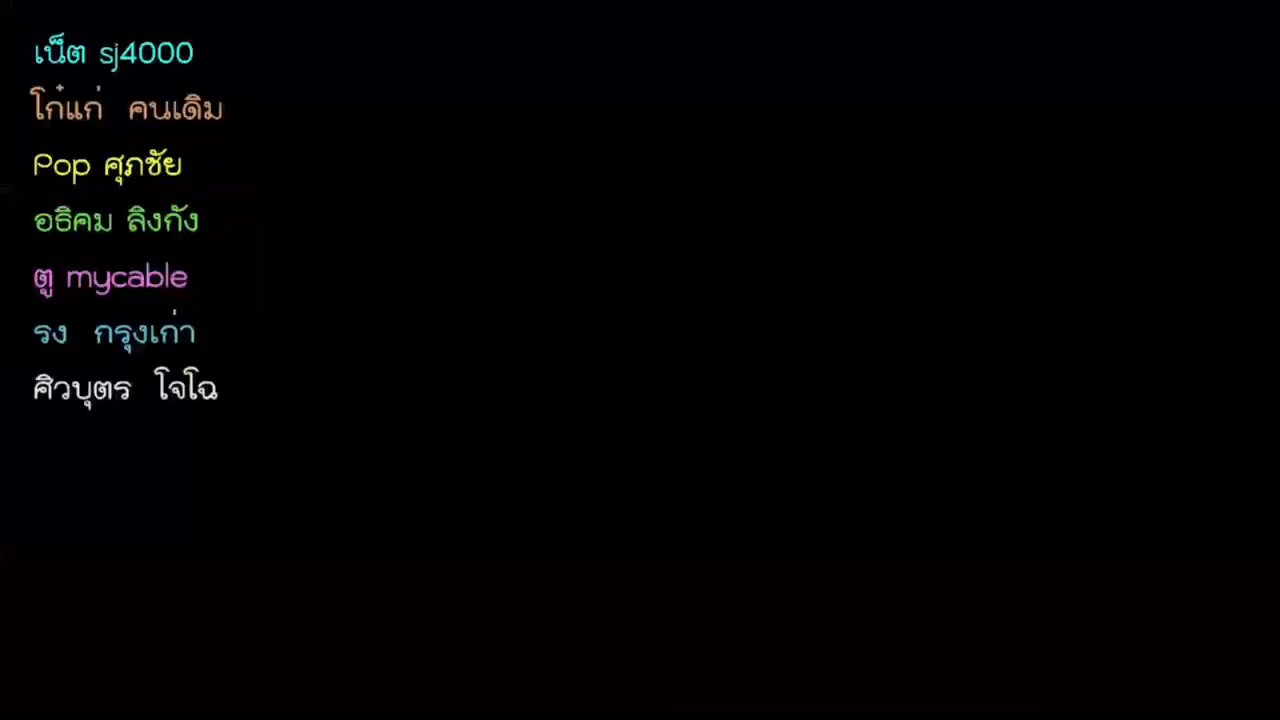 เน็ต sj4000
โก๋แก่ คนเดิม
Pop ศุภชัย
อธิคม ลิงกัง
ตู mycable
รง กรุงเก่า
ศิวบุตร โจโฉ